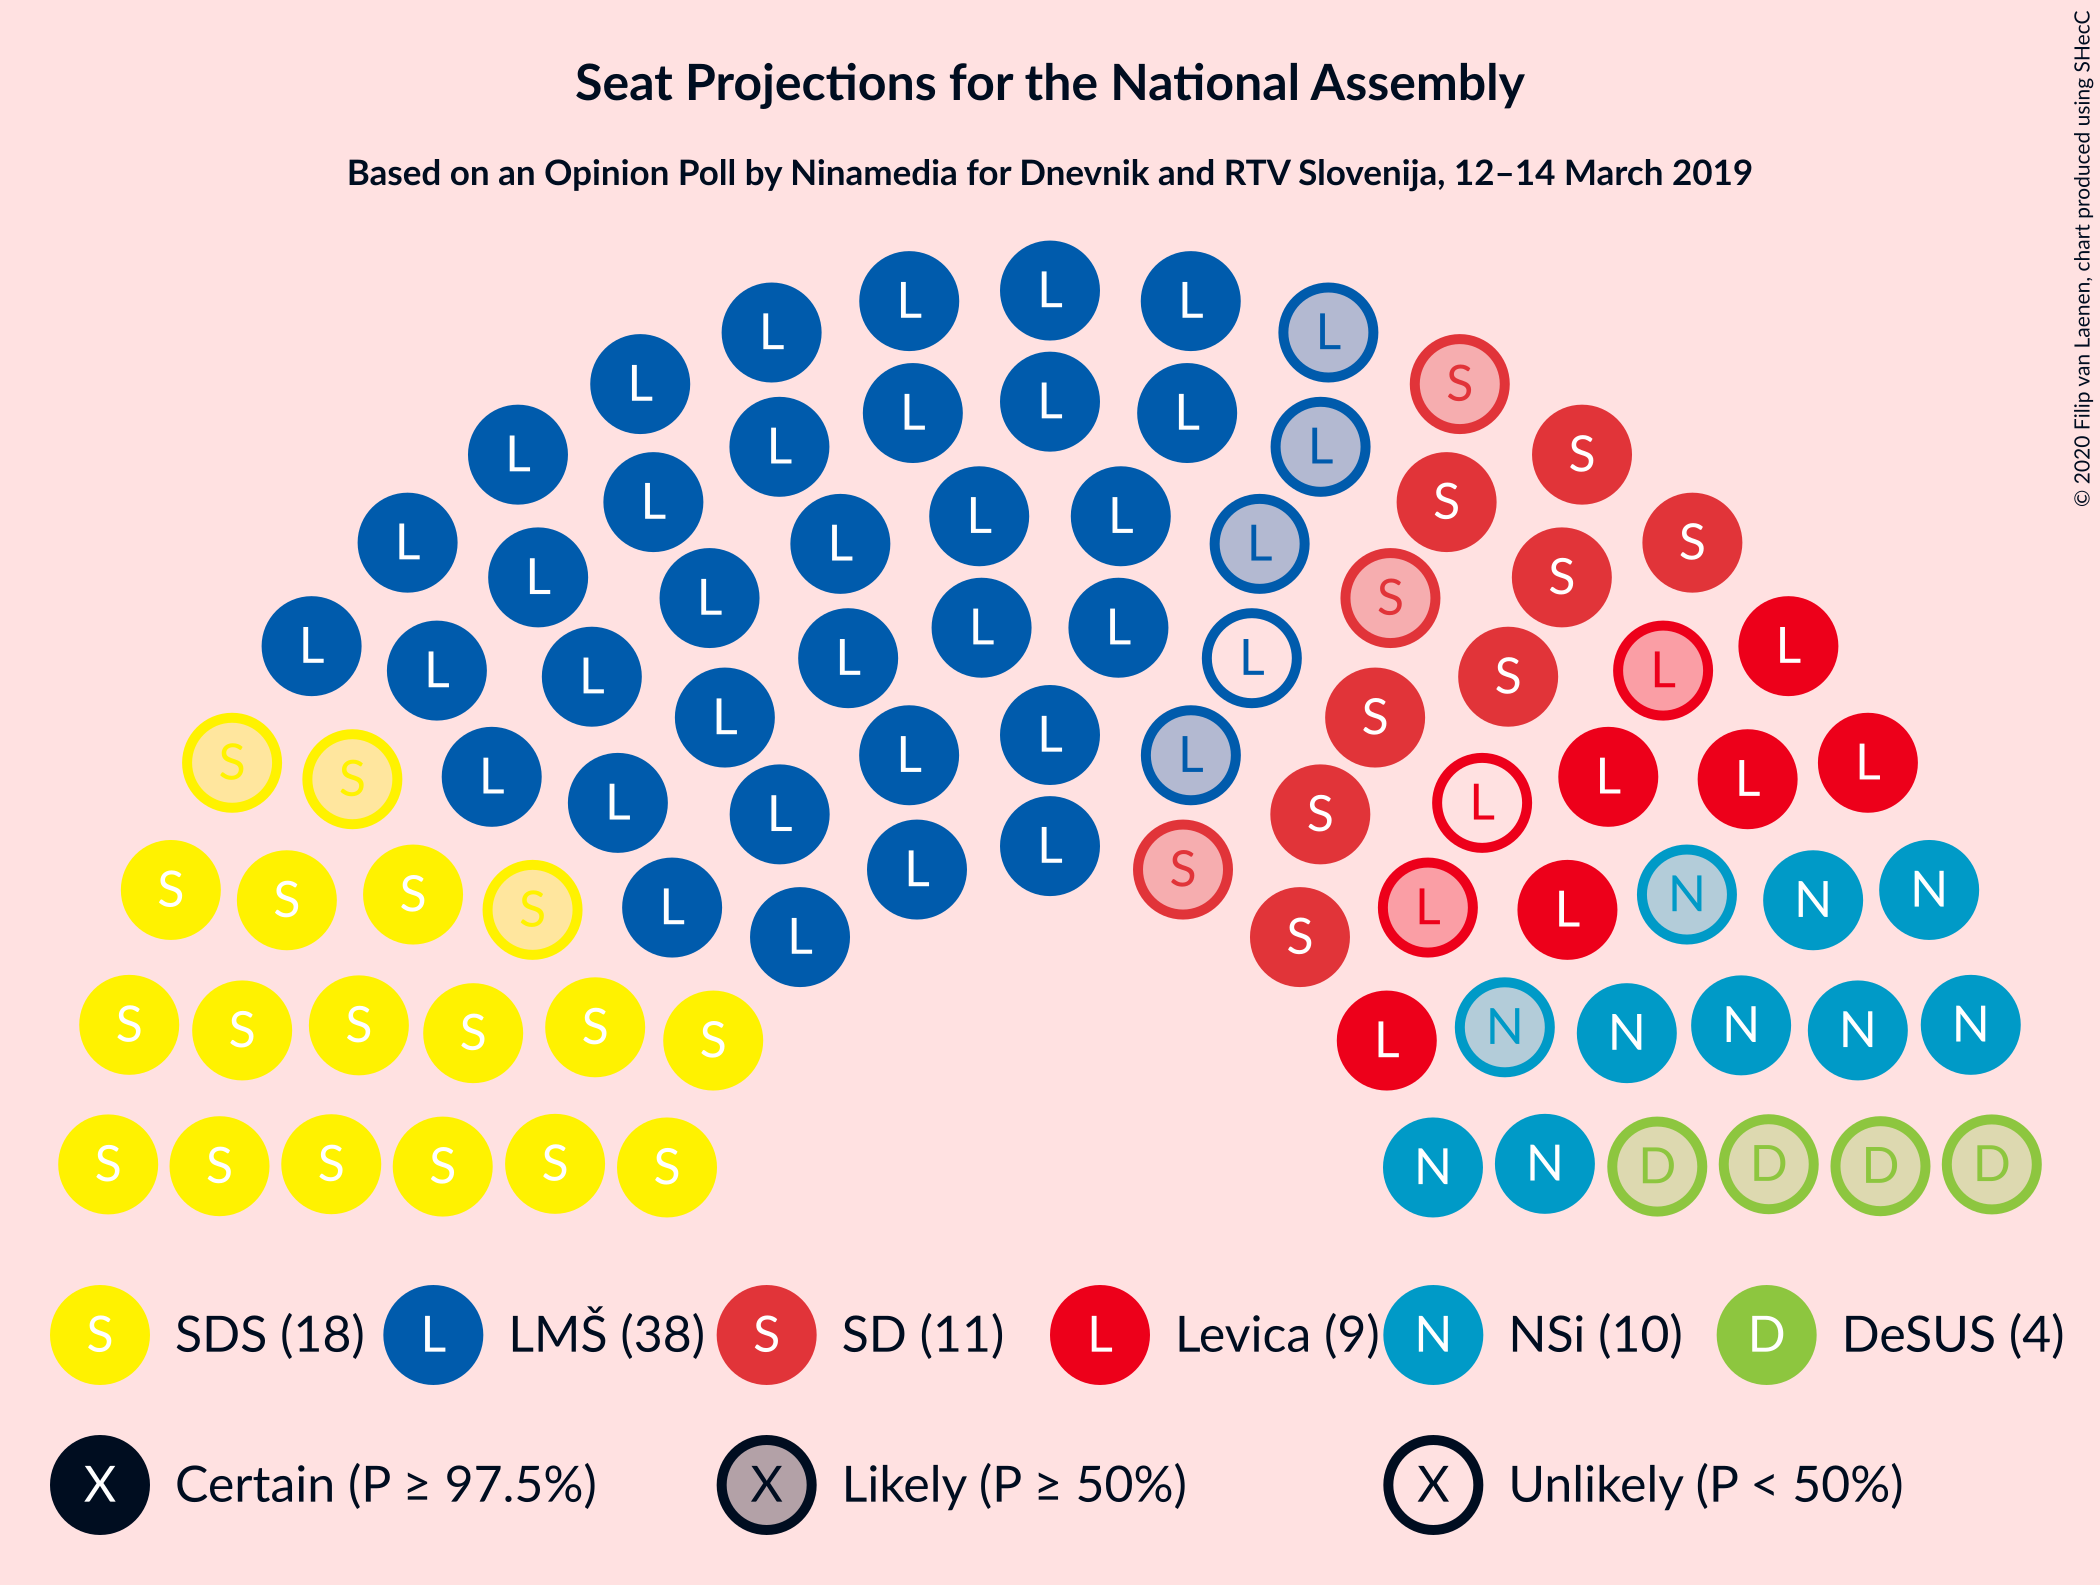 Seat Projections for the National Assembly
Based on an Opinion Poll by Ninamedia for Dnevnik and RTV Slovenija, 12–14 March 2019
© 2020 Filip van Laenen, chart produced using SHecC
L L L
L L L S
L L L L
L L L S S
L L L L
L L L S S
L L L S L L
L L L L S L L
S S L L L L L S L L L L
S S S S L L L L S S L L N N N
S S S S S S L N N N N N
S S S S S S N N D D D D
S SDS (18) L LMŠ (38) S SD (11) L Levica (9) N NSi (10) D DeSUS (4)
X Certain (P ≥ 97.5%) X Likely (P ≥ 50%) X Unlikely (P < 50%)